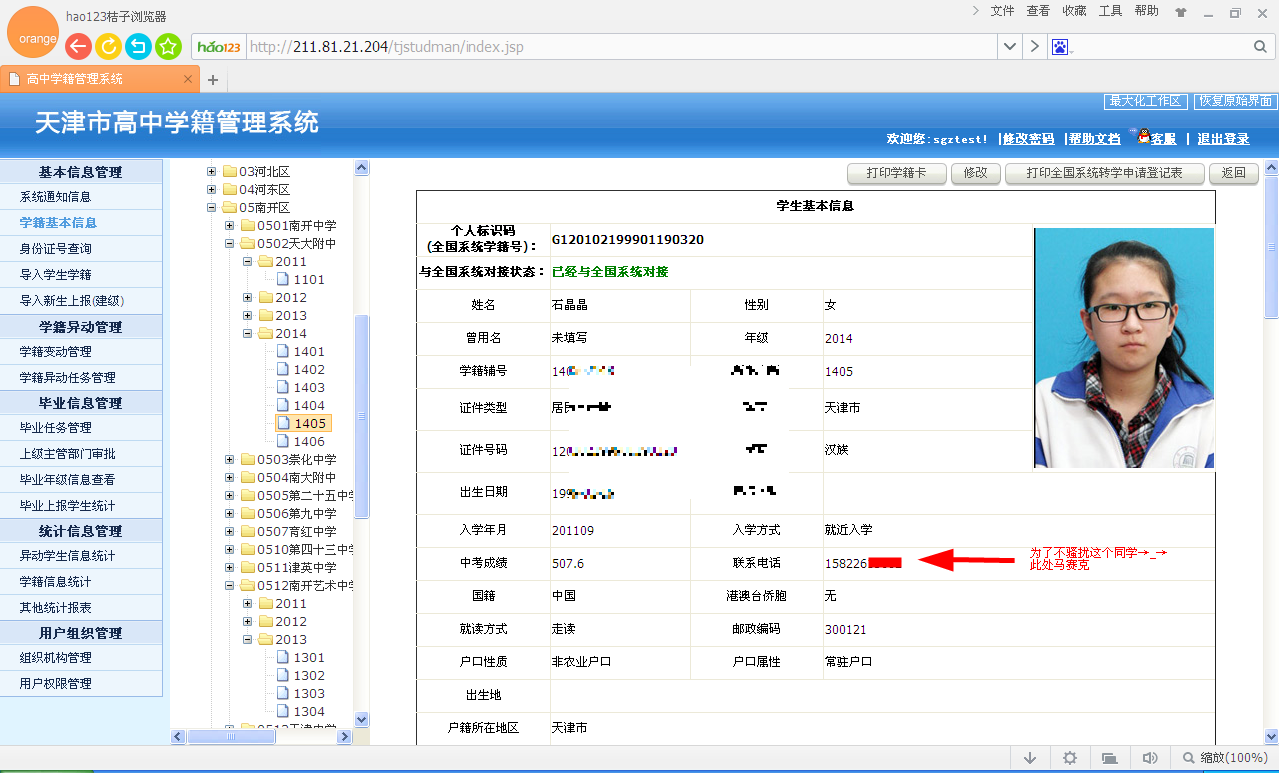 hao123桔子浏览器
文件 查看 收藏 工具 帮助
orange
hao123 http://211.81.21.204/tjstudman/index.jsp
高中学籍管理系统
最大化工作区 恢复原始界面
天津市高中学籍管理系统
欢迎您:sgztest! |修改密码 |帮助文档 客服 | 退出登录
基本信息管理
系统通知信息
学籍基本信息
身份证号查询
导入学生学籍
导入新生上报(建级)
学籍异动管理
学籍变动管理
学籍异动任务管理
毕业信息管理
毕业任务管理
上级主管部门审批
毕业年级信息查看
毕业上报学生统计
统计信息管理
异动学生信息统计
学籍信息统计
其他统计报表
用户组织管理
组织机构管理
用户权限管理
03河北区
04河东区
05南开区
0501南开中学
0502天大附中
2011
1101
2012
2013
2014
1401
1402
1403
1404
1405
1406
0503崇化中学
0504南大附中
0505第二十五中学
0506第九中学
0507育红中学
0510第四十三中学
0511津英中学
0512南开艺术中学
2011
2012
2013
1301
1302
1303
1304
打印学籍卡 修改 打印全国系统转学申请登记表 返回
学生基本信息
个人标识码
(全国系统学籍号): G120102199901190320
与全国系统对接状态: 已经与全国系统对接
姓名 石晶晶 性别 女
曾用名 未填写 年级 2014
学籍辅号 140 1405
证件类型 居民 天津市
证件号码 120 汉族
出生日期 199
入学年月 201109 入学方式 就近入学
中考成绩 507.6 联系电话 158226
为了不骚扰这个同学→_→
此处马赛克
国籍 中国 港澳台侨胞 无
就读方式 走读 邮政编码 300121
户口性质 非农业户口 户口属性 常驻户口
出生地
户籍所在地区 天津市
缩放(100%)